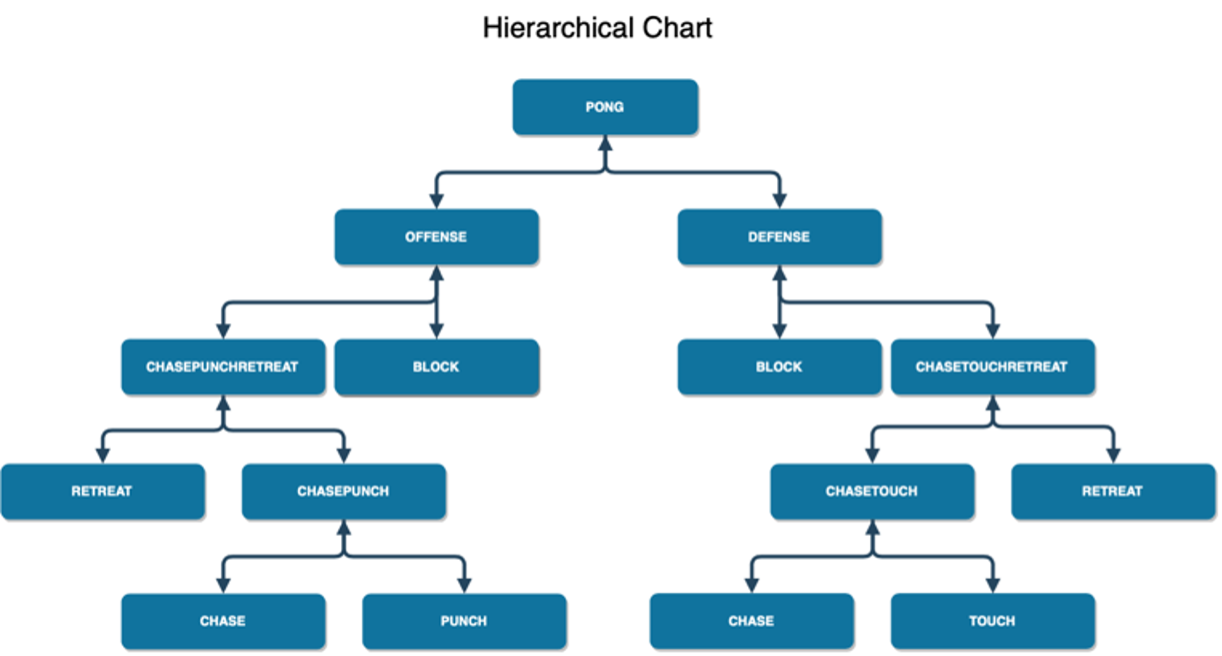 Hierarchical Chart
PONG
OFFENSE
DEFENSE
CHASEPUNCHRETREAT
BLOCK
BLOCK
CHASETOUCHRETREAT
RETREAT
CHASEPUNCH
CHASETOUCH
RETREAT
CHASE
PUNCH
CHASE
TOUCH